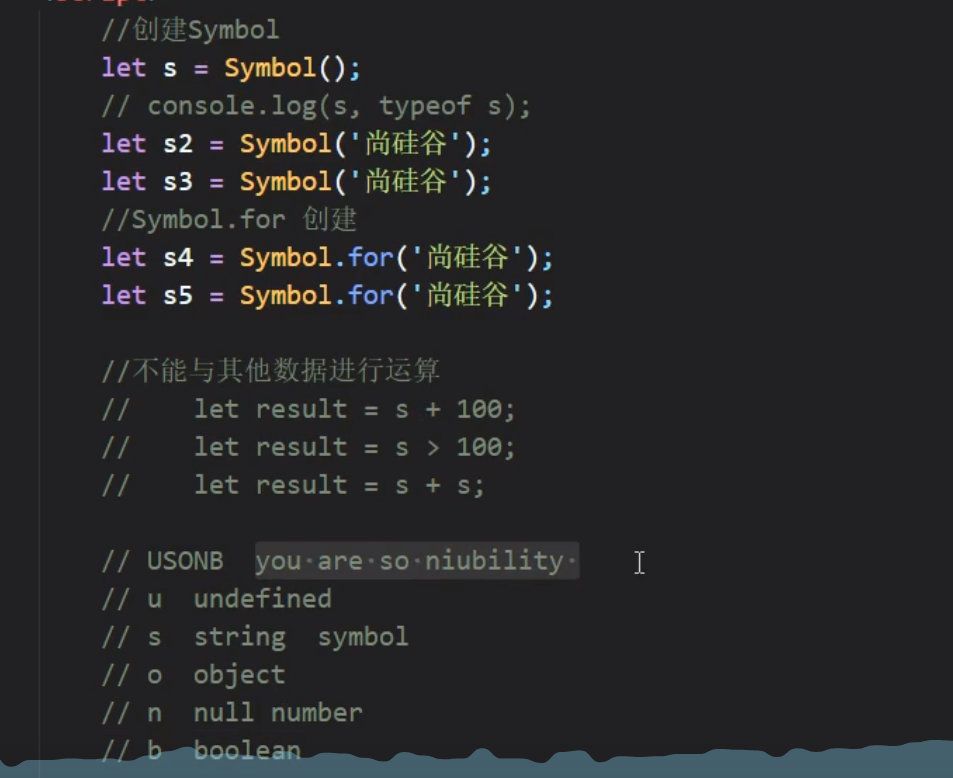 //创建Symbol
let s = Symbol();
// console.log(s, typeof s);
let s2 = Symbol('尚硅谷');
let s3 = Symbol('尚硅谷');
//Symbol.for 创建
let s4 = Symbol.for('尚硅谷');
let s5 = Symbol.for('尚硅谷');
//不能与其他数据进行运算
//    let result = s + 100;
//    let result = s > 100;
//    let result = s + s;
// USONB  you are so niubility
// u  undefined
// s  string  symbol
// o  object
// n  null number
// b  boolean